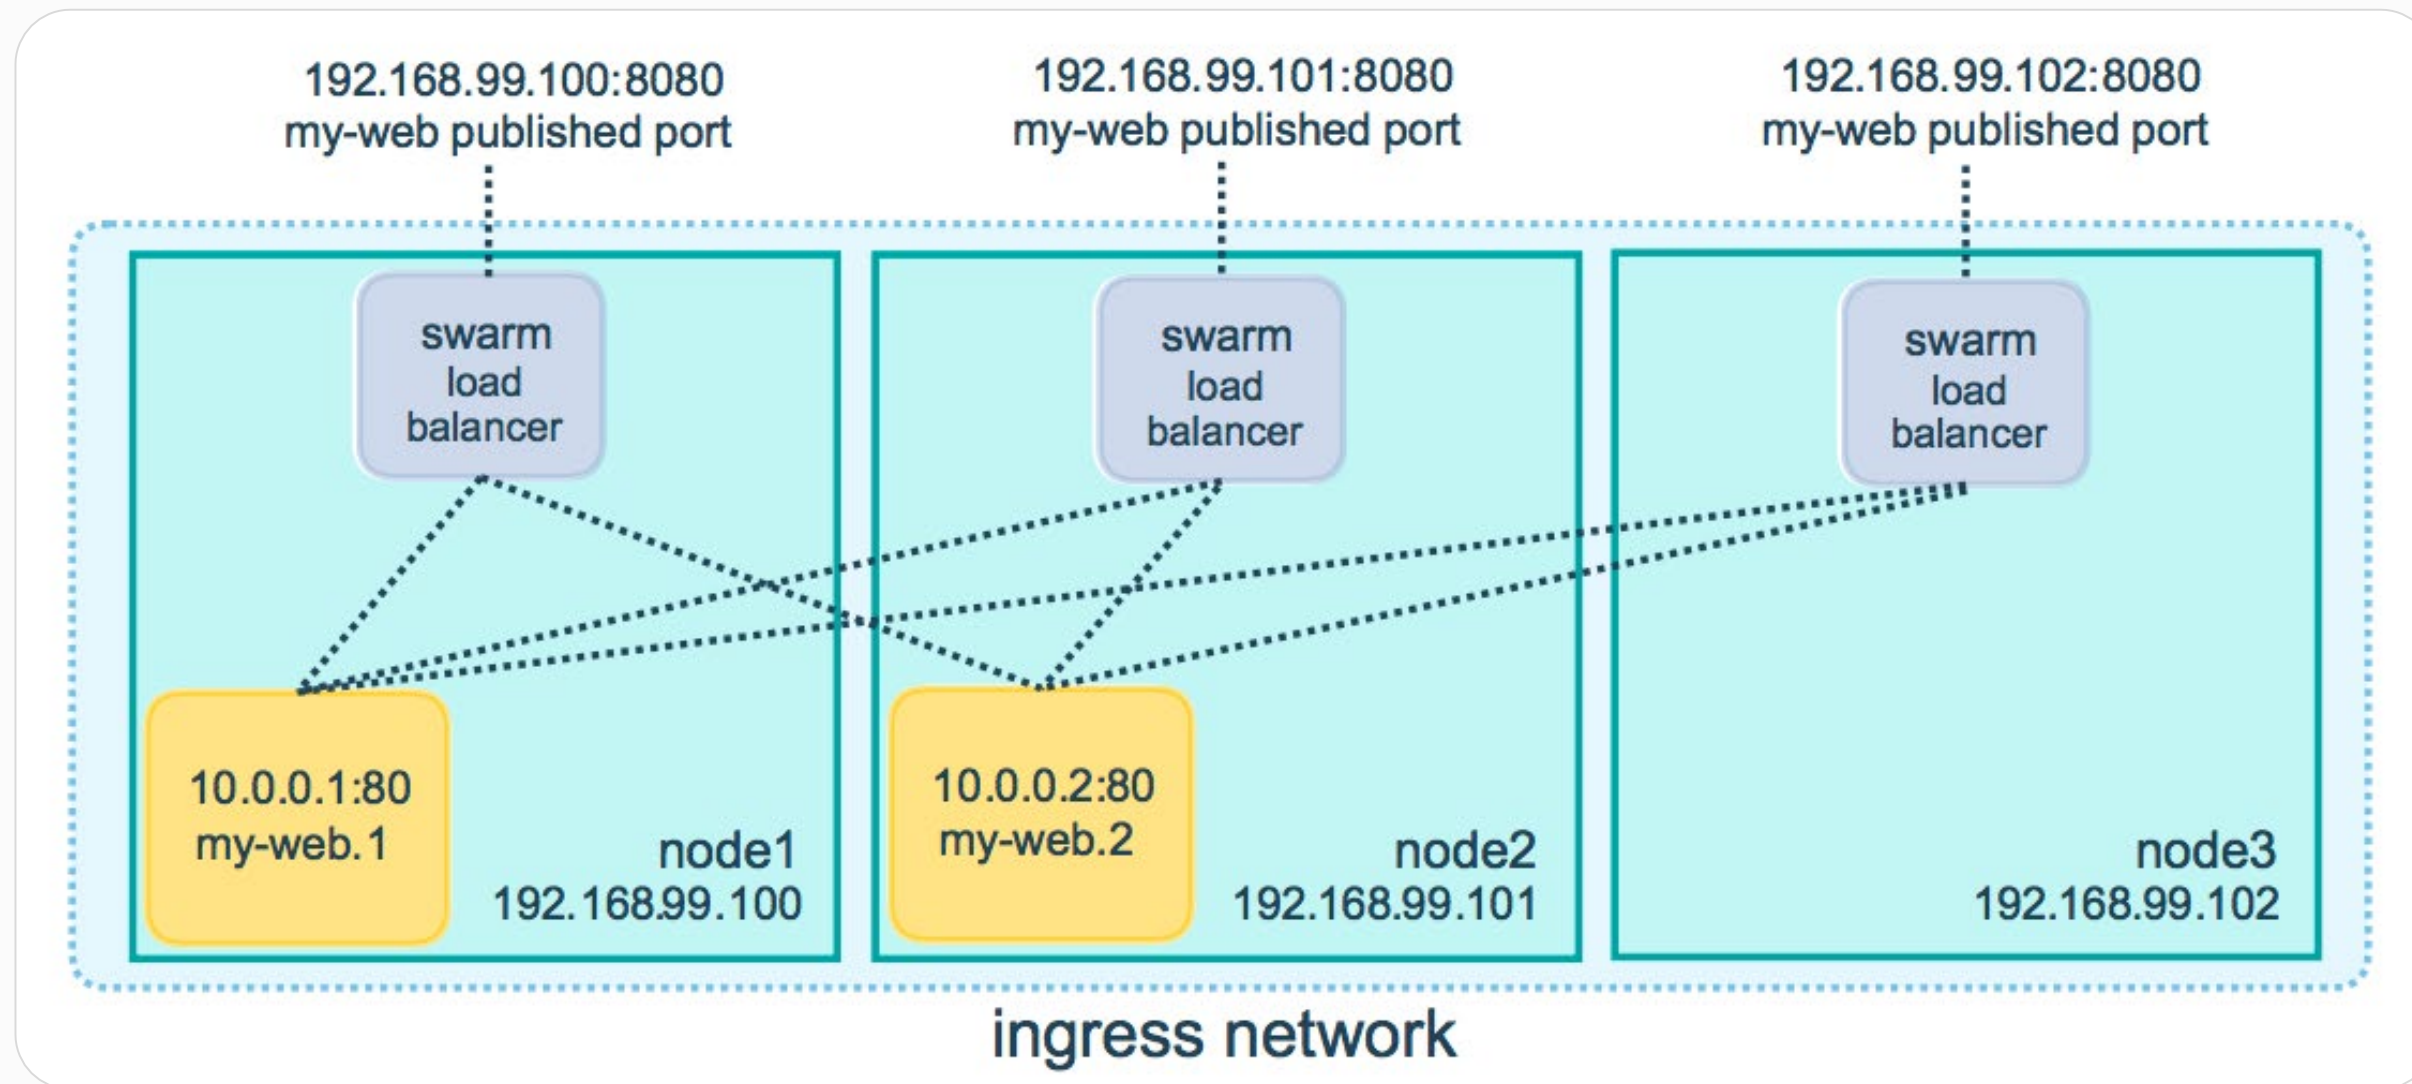 192.168.99.100:8080
my-web published port
192.168.99.101:8080
my-web published port
192.168.99.102:8080
my-web published port
swarm
load
balancer
swarm
load
balancer
swarm
load
balancer
10.0.0.1:80
my-web.1
node1
192.168.99.100
10.0.0.2:80
my-web.2
node2
192.168.99.101
node3
192.168.99.102
ingress network